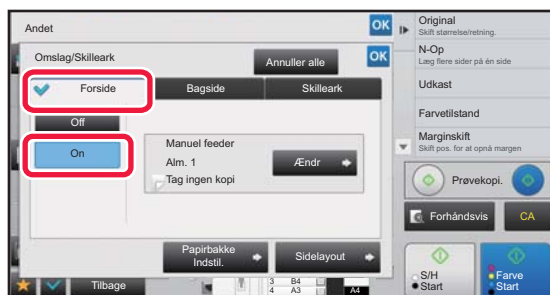 Andet
OK
Omslag/Skilleark
Annuller alle
OK
Forside
Bagside
Skilleark
Off
On
Manuel feeder
Alm. 1
Tag ingen kopi
Ændr
Papirbakke
Indstil.
Sidelayout
Tilbage
3 B4
4 A3
A4
Original
Skift størrelse/retning.
N-Op
Læg flere sider på én side
Udkast
Farvetilstand
Marginskift
Skift pos. for at opnå margen
Prøvekopi.
Forhåndsvis
CA
S/H
Start
Farve
Start